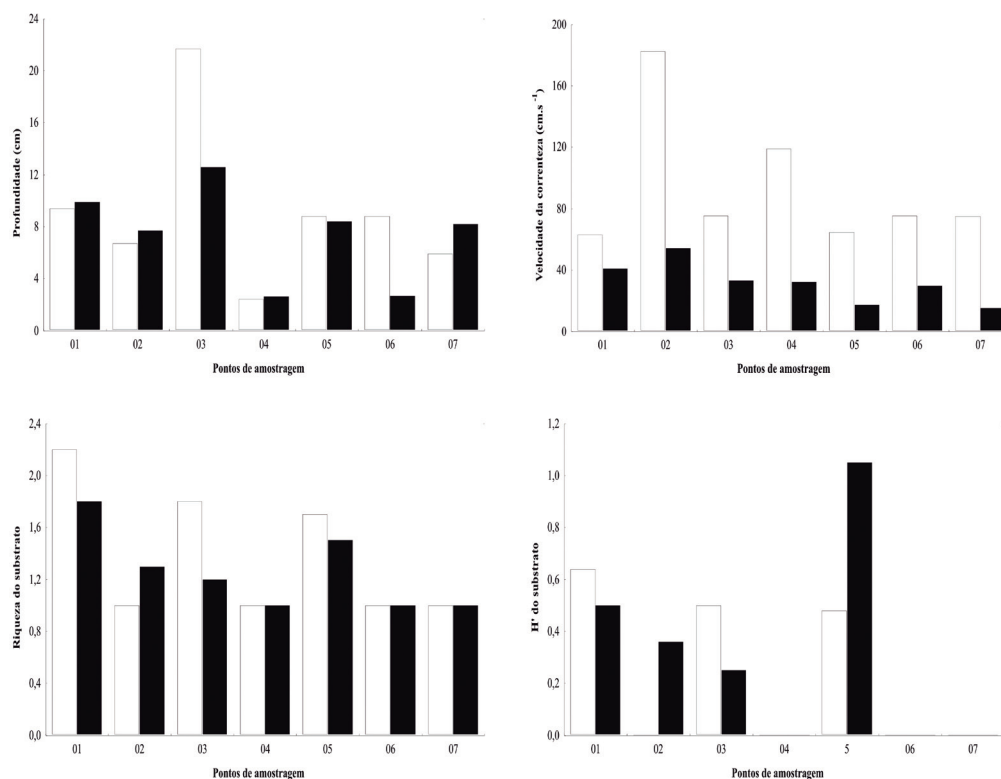 Profundidade (cm)
24
20
16
12
8
4
0
01 02 03 04 05 06 07
Pontos de amostragem
Velocidade da correnteza (cm.s -1)
200
160
120
80
40
0
01 02 03 04 05 06 07
Pontos de amostragem
Riqueza do substrato
2,4
2,0
1,6
1,2
0,8
0,4
0,0
01 02 03 04 05 06 07
Pontos de amostragem
H' do substrato
1,2
1,0
0,8
0,6
0,4
0,2
0,0
01 02 03 04 5 06 07
Pontos de amostragem